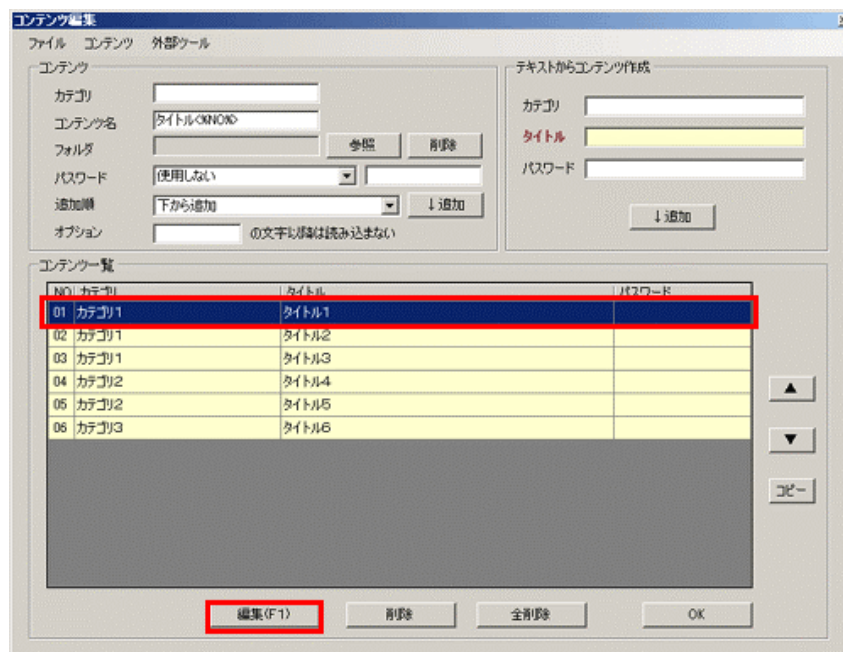 コンテンツ編集
ファイル コンテンツ 外部ツール
コンテンツ
カテゴリ
コンテンツ名 タイトル<%NO%>
フォルダ 参照 削除
パスワード 使用しない
追加順 下から追加 ↓追加
オプション の文字以降は読み込まない
テキストからコンテンツ作成
カテゴリ
タイトル
パスワード
↓追加
コンテンツ一覧
NO カテゴリ タイトル パスワード
01 カテゴリ1 タイトル1
02 カテゴリ1 タイトル2
03 カテゴリ1 タイトル3
04 カテゴリ2 タイトル4
05 カテゴリ2 タイトル5
06 カテゴリ3 タイトル6
▲
▼
コピー
編集(F1) 削除 全削除 OK